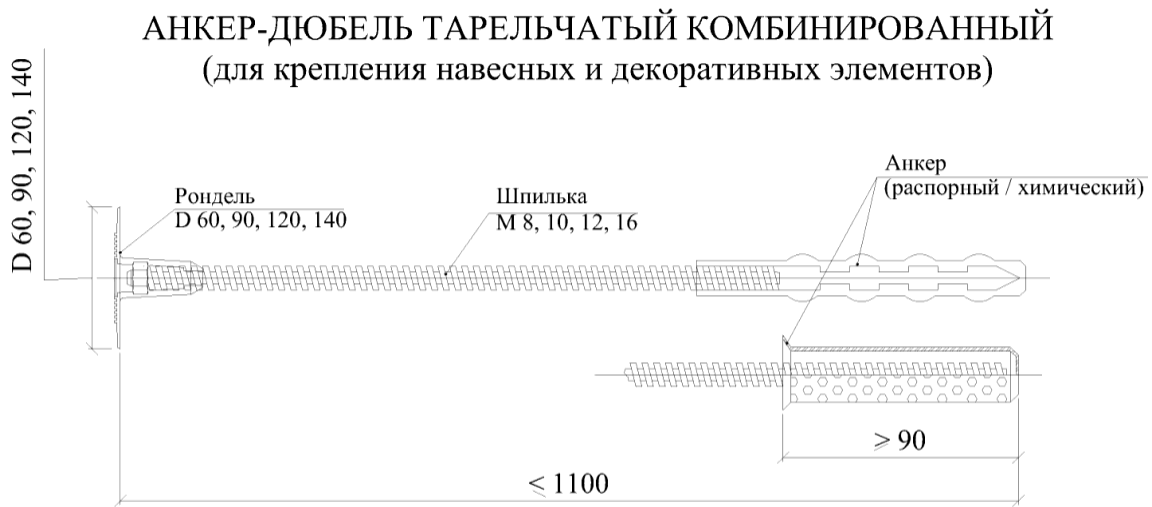 АНКЕР-ДЮБЕЛЬ ТАРЕЛЬЧАТЫЙ КОМБИНИРОВАННЫЙ
(для крепления навесных и декоративных элементов)
D 60, 90, 120, 140
Рондель
D 60, 90, 120, 140
Шпилька
М 8, 10, 12, 16
Анкер
(распорный / химический)
⩾ 90
⩽ 1100